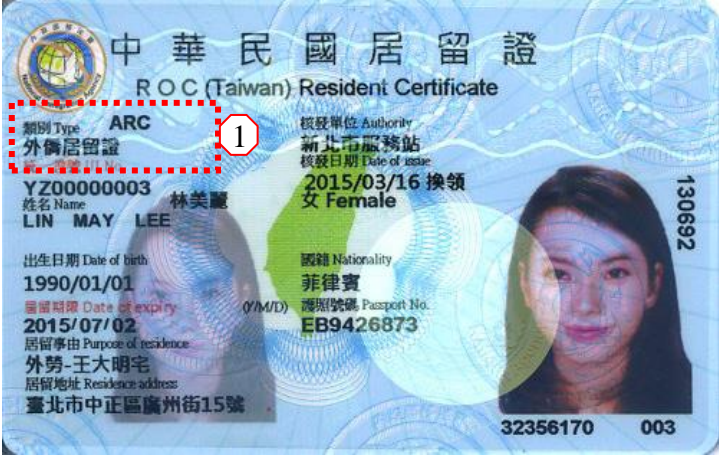 中華民國居留證
ROC (Taiwan) Resident Certificate
類別 Type ARC
外僑居留證
1
核發單位 Authority
新北市服務站
核發日期 Date of issue
2015/03/16 換領
YZ00000003
姓名 Name 林美麗
女 Female
LIN MAY LEE
130692
出生日期 Date of birth
1990/01/01
國籍 Nationality
菲律賓
居留期限 Date of expiry (Y/M/D)
2015/07/02
護照號碼 Passport No.
EB9426873
居留事由 Purpose of residence
外勞-王大明宅
居留地址 Residence address
臺北市中正區廣州街15號
32356170 003